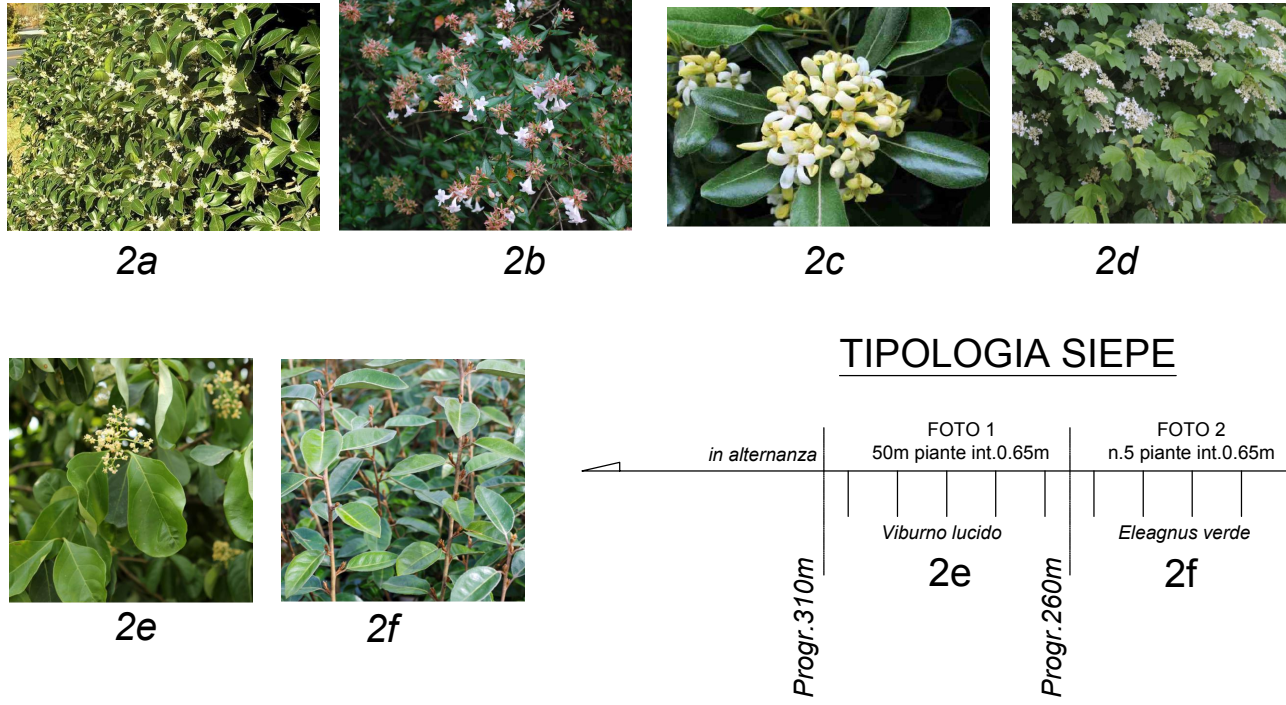 2a
2b
2c
2d
2e
2f
TIPOLOGIA SIEPE
in alternanza
FOTO 1
50m piante int.0.65m
Viburno lucido
2e
FOTO 2
n.5 piante int.0.65m
Eleagnus verde
2f
Progr.310m
Progr.260m